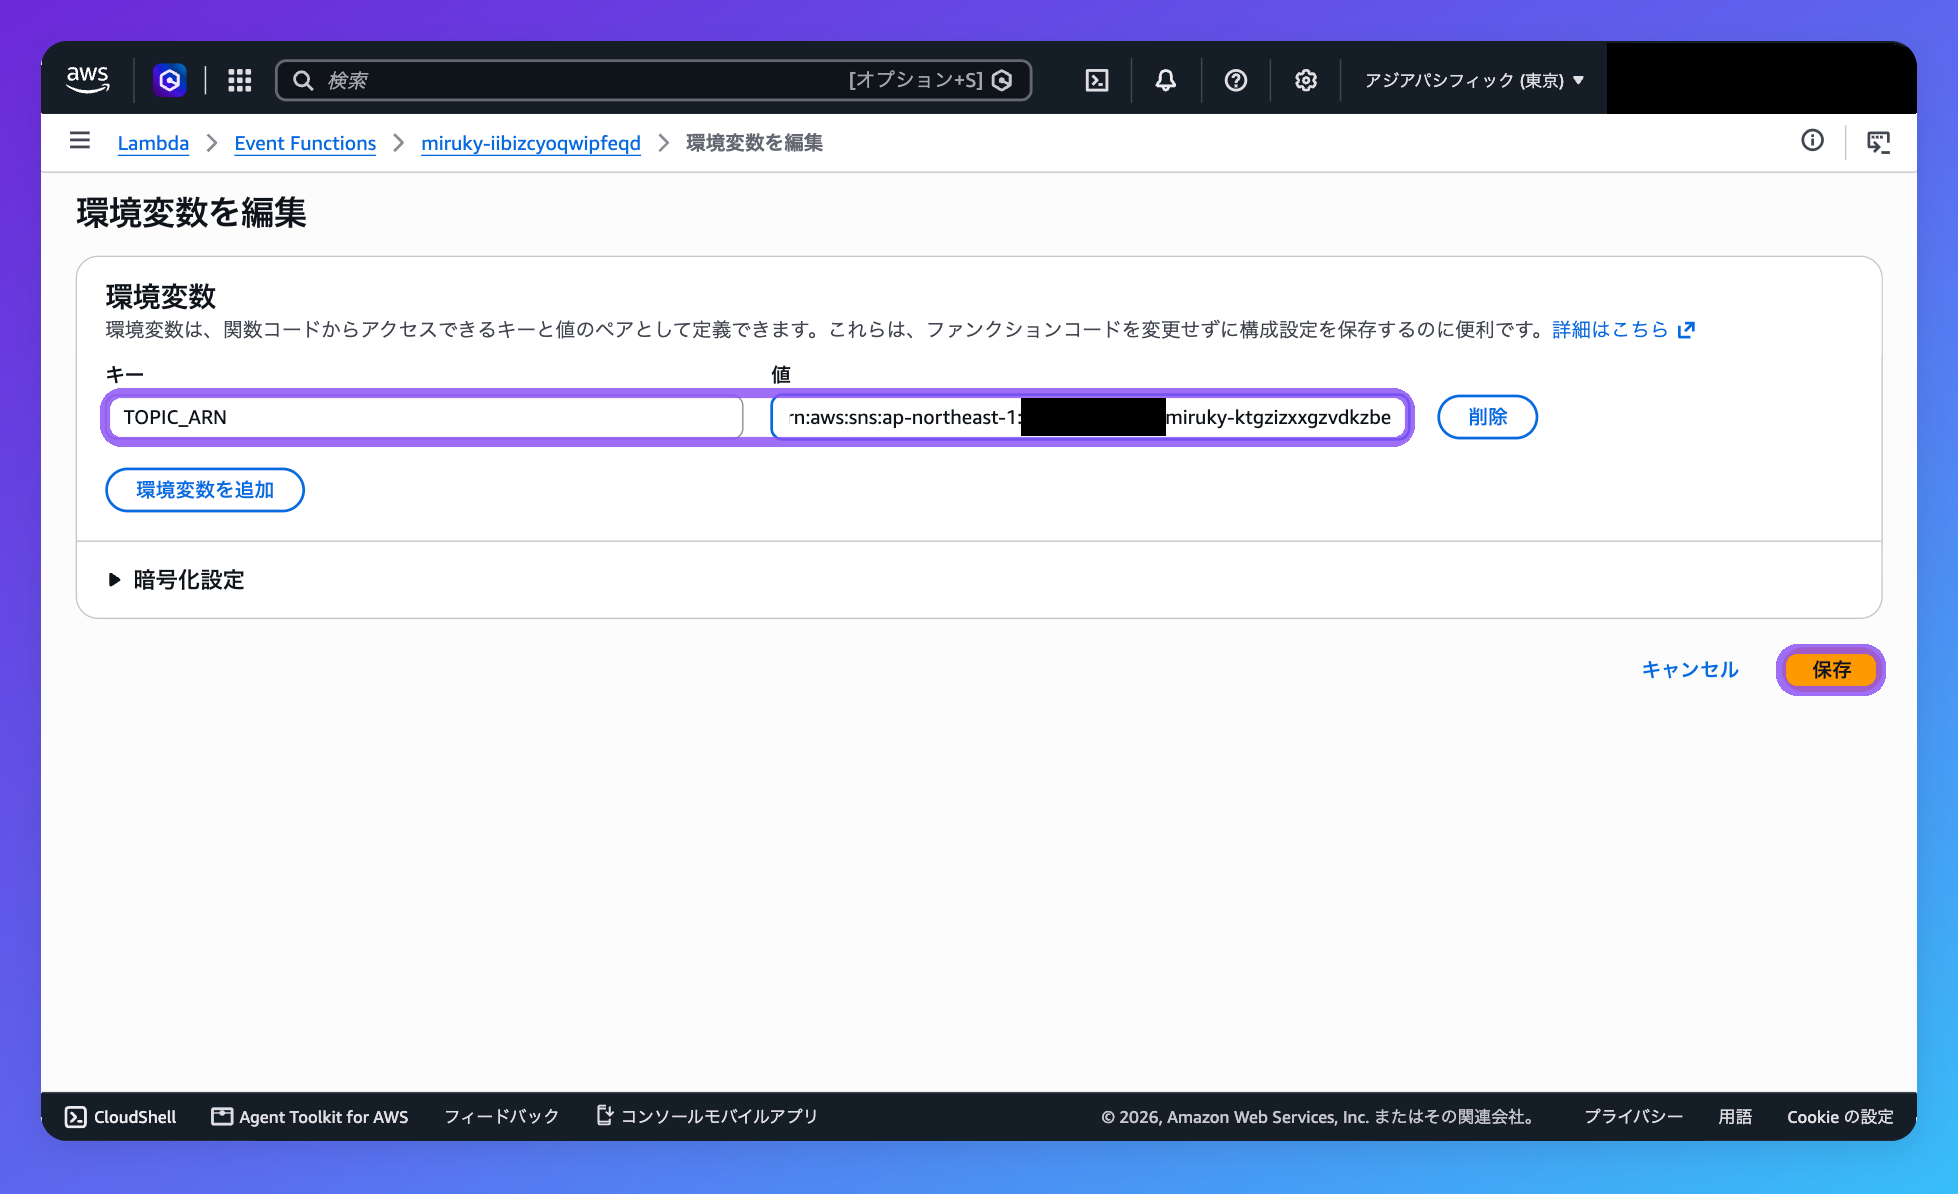 aws
検索
[オプション+S]
アジアパシフィック (東京) ▼
Lambda > Event Functions > miruky-iibizcyoqwipfeqd > 環境変数を編集
環境変数を編集
環境変数
環境変数は、関数コードからアクセスできるキーと値のペアとして定義できます。これらは、ファンクションコードを変更せずに構成設定を保存するのに便利です。詳細はこちら
キー
値
TOPIC_ARN
rn:aws:sns:ap-northeast-1:
miruky-ktgzizxxgzvdkzbe
削除
環境変数を追加
暗号化設定
キャンセル
保存
CloudShell
Agent Toolkit for AWS
フィードバック
コンソールモバイルアプリ
© 2026, Amazon Web Services, Inc. またはその関連会社。
プライバシー
用語
Cookie の設定